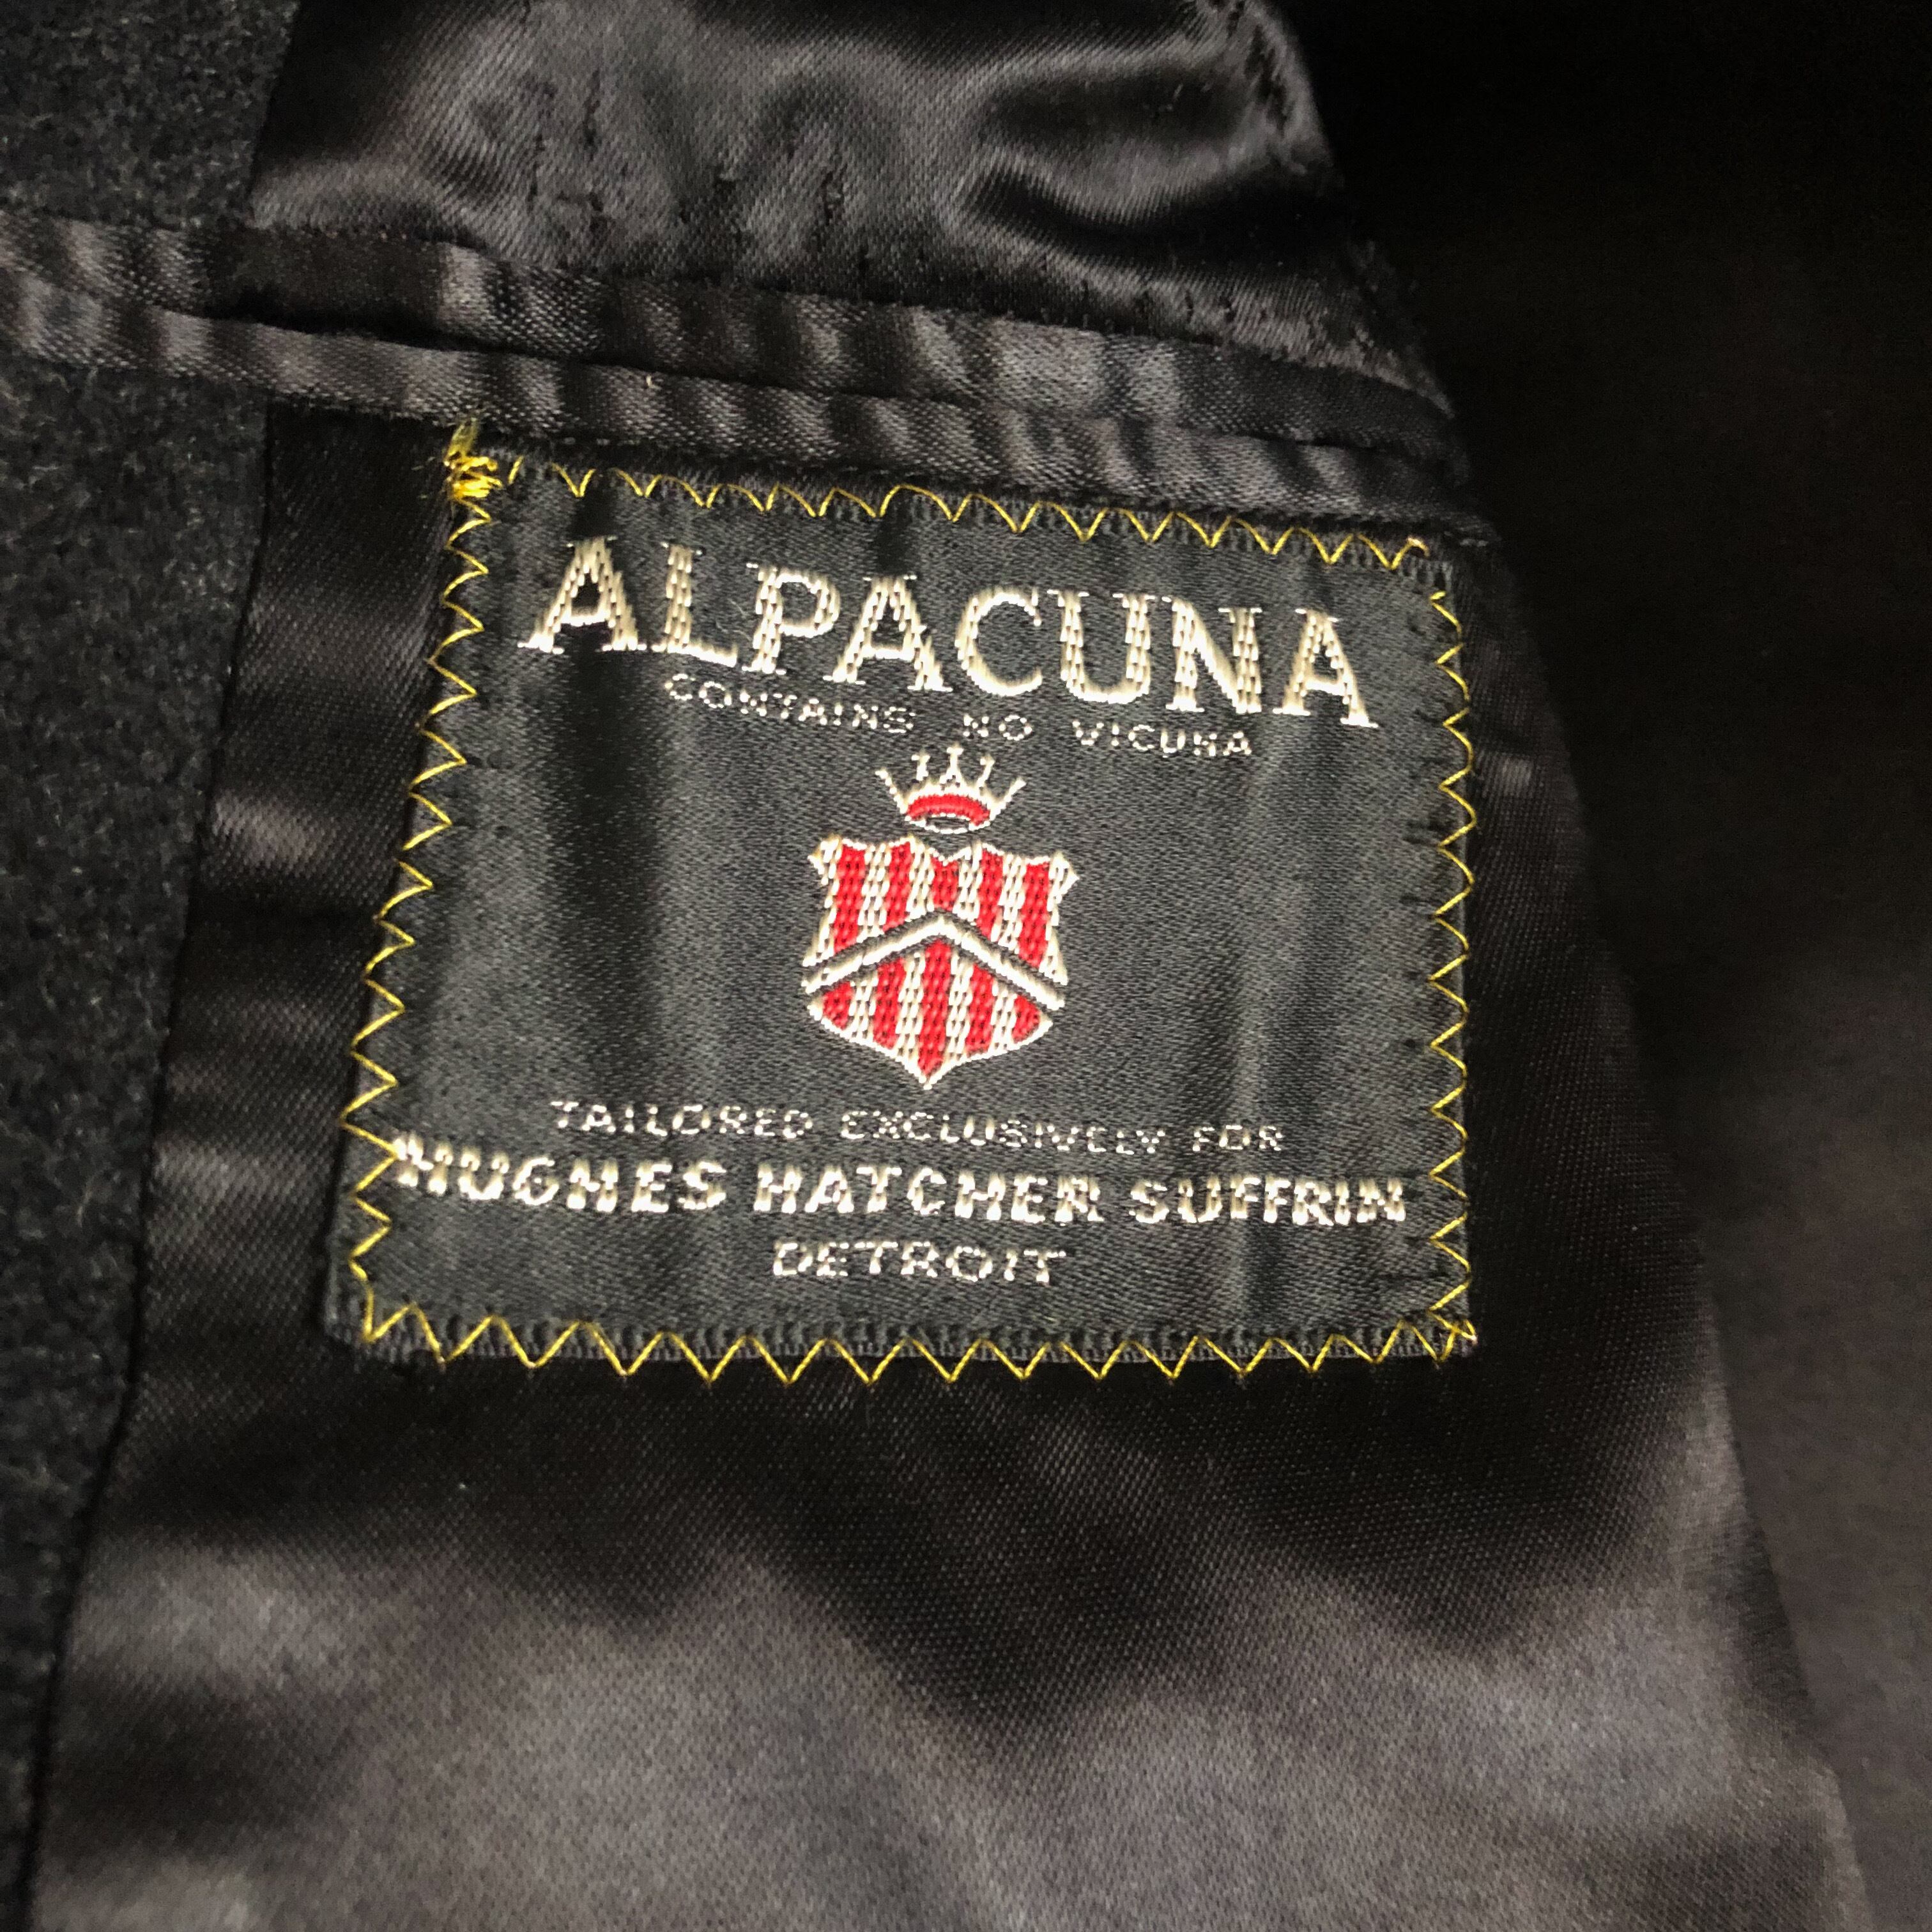 ALPACUNA
CONTAINS NO VICUNA
TAILORED EXCLUSIVELY FOR
HUGHES HATCHER SUFFRIN
DETROIT